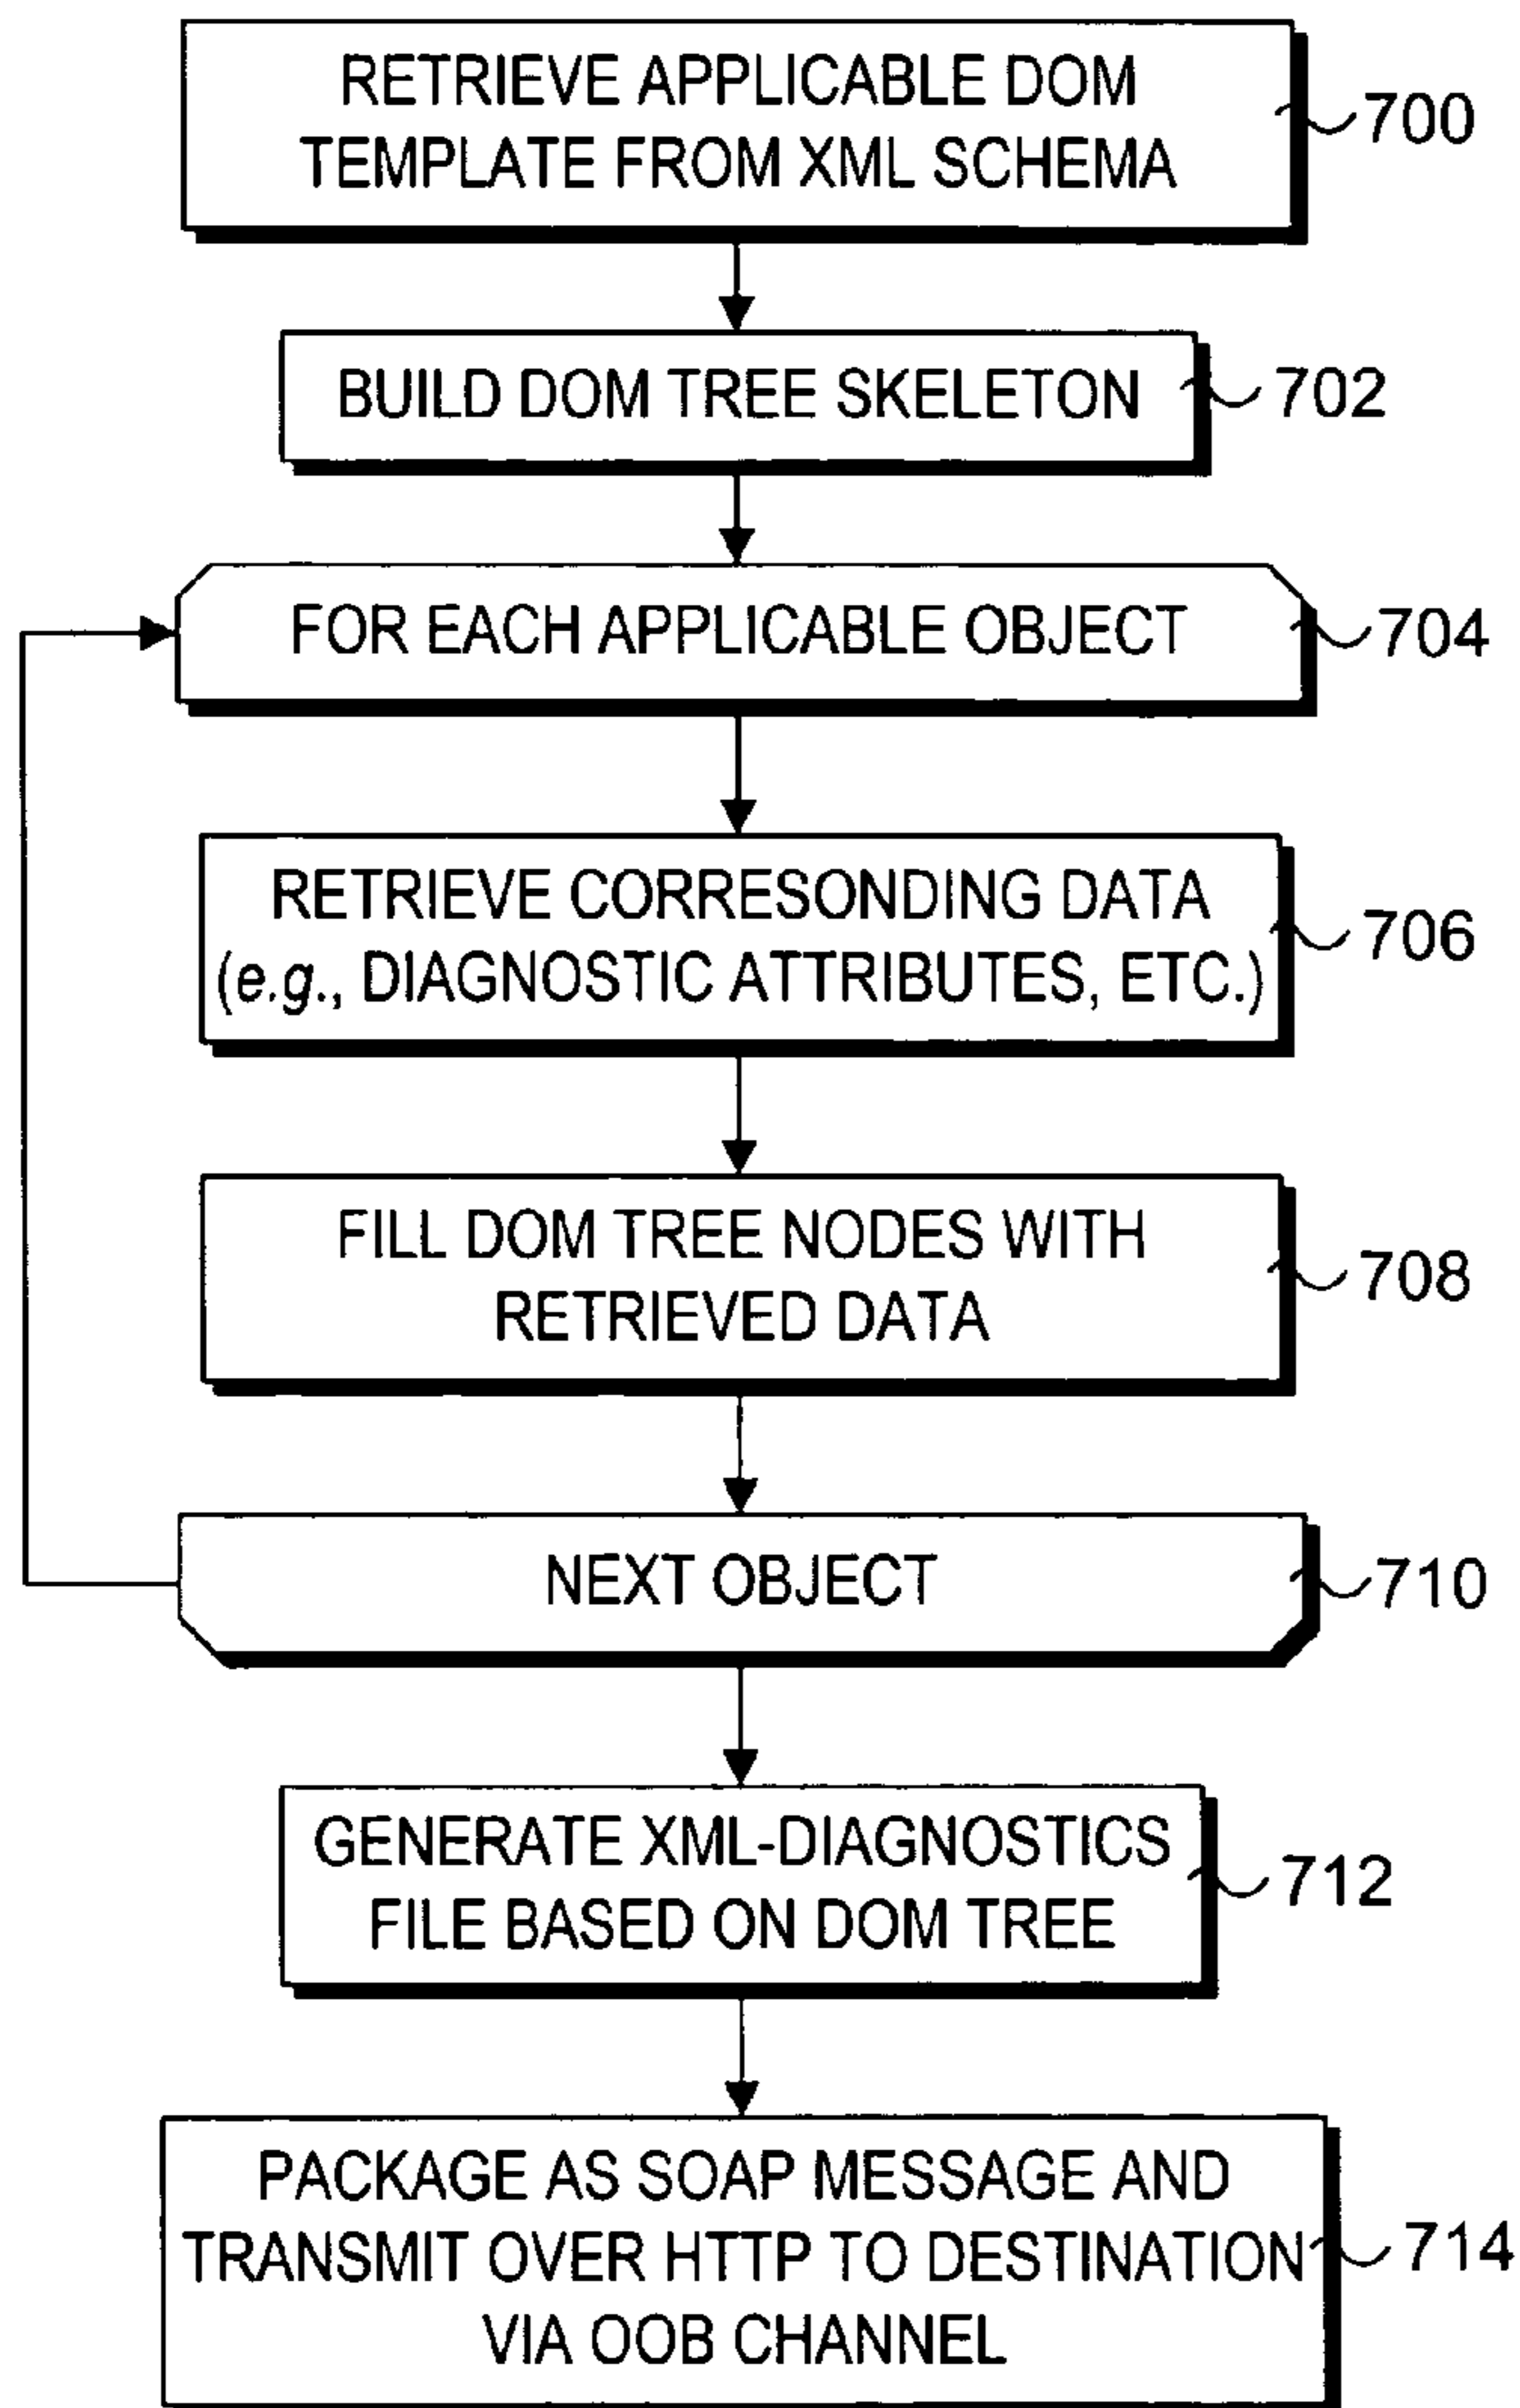 RETRIEVE APPLICABLE DOM
TEMPLATE FROM XML SCHEMA
700
BUILD DOM TREE SKELETON
702
FOR EACH APPLICABLE OBJECT
704
RETRIEVE CORRESONDING DATA
(e.g., DIAGNOSTIC ATTRIBUTES, ETC.)
706
FILL DOM TREE NODES WITH
RETRIEVED DATA
708
NEXT OBJECT
710
GENERATE XML-DIAGNOSTICS
FILE BASED ON DOM TREE
712
PACKAGE AS SOAP MESSAGE AND
TRANSMIT OVER HTTP TO DESTINATION
VIA OOB CHANNEL
714